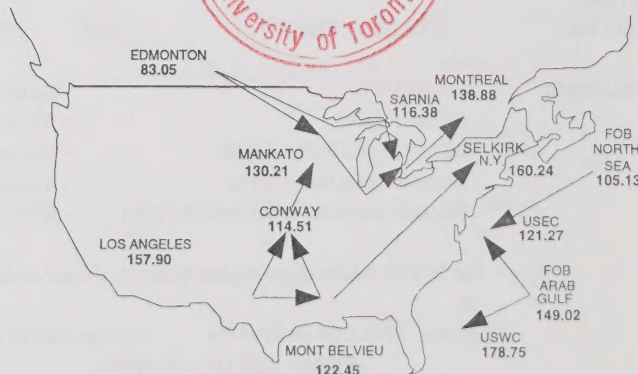 University of Toronto
EDMONTON
83.05
MONTREAL
138.88
SARNIA
116.38
MANKATO
130.21
SELKIRK
N.Y.
160.24
FOB
NORTH
SEA
105.13
CONWAY
114.51
LOS ANGELES
157.90
USEC
121.27
FOB
ARAB
GULF
149.02
MONT BELVIEU
122.45
USWC
178.75